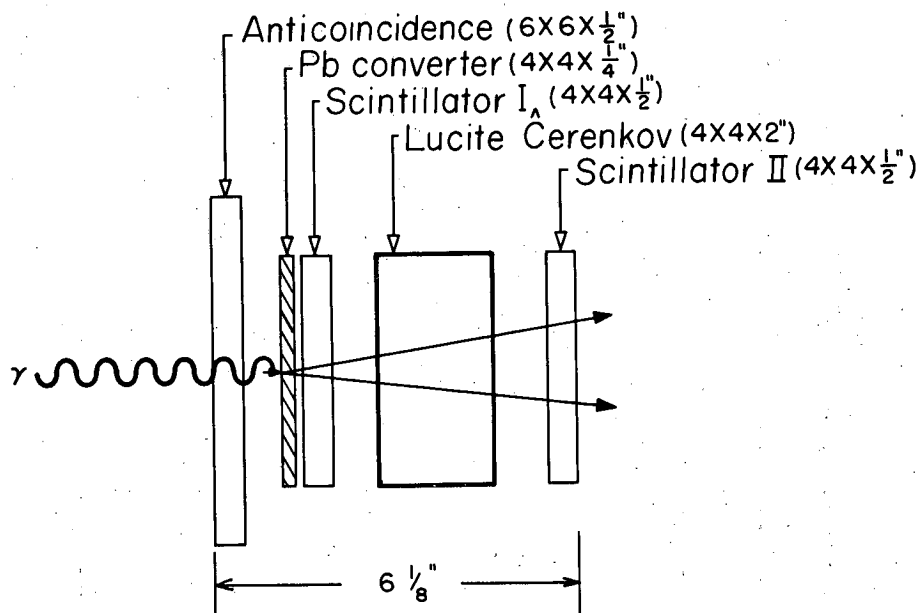 Anticoincidence (6X6X1/2")
Pb converter (4X4X1/4")
Scintillator I (4X4X1/2")
Lucite Čerenkov (4X4X2")
Scintillator II (4X4X1/2")
γ
6 1/8"